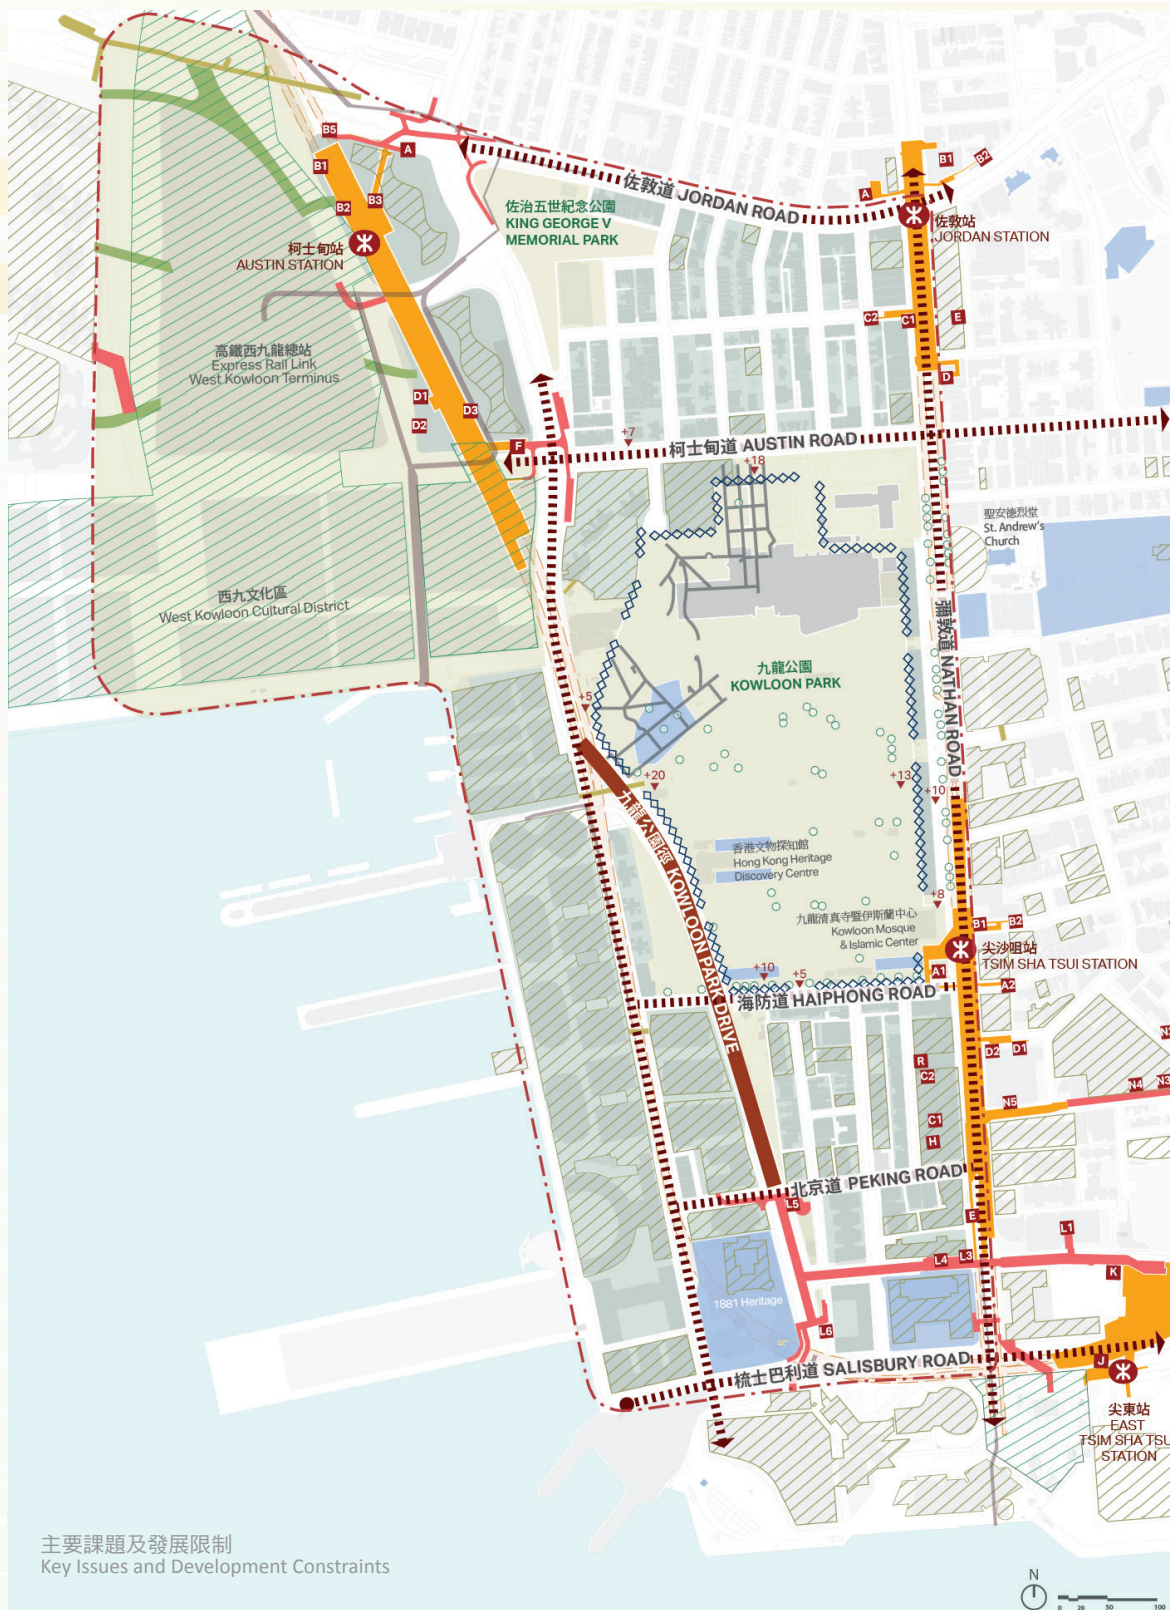 B5
A
B1
B2
B3
柯士甸站
AUSTIN STATION
佐治五世紀念公園
KING GEORGE V
MEMORIAL PARK
佐敦道 JORDAN ROAD
A
B1
B2
佐敦站
JORDAN STATION
C2
C1
E
D
高鐵西九龍總站
Express Rail Link
West Kowloon Terminus
D1
D2
D3
F
+7
柯士甸道 AUSTIN ROAD
+18
聖安德烈堂
St. Andrew's
Church
西九文化區
West Kowloon Cultural District
彌敦道 NATHAN ROAD
九龍公園
KOWLOON PARK
+5
+20
+13
+10
九龍公園徑 KOWLOON PARK DRIVE
香港文物探知館
Hong Kong Heritage
Discovery Centre
+8
九龍清真寺暨伊斯蘭中心
Kowloon Mosque
& Islamic Center
B1
B2
尖沙咀站
TSIM SHA TSUI STATION
A1
A2
+10
+5
海防道 HAIPHONG ROAD
D2
D1
R
C2
N4
N3
N5
C1
H
北京道 PEKING ROAD
L5
E
L1
L4
L3
K
1881 Heritage
L6
梳士巴利道 SALISBURY ROAD
J
尖東站
EAST
TSIM SHA TSU
STATION
主要課題及發展限制
Key Issues and Development Constraints
N
0 20 50 100